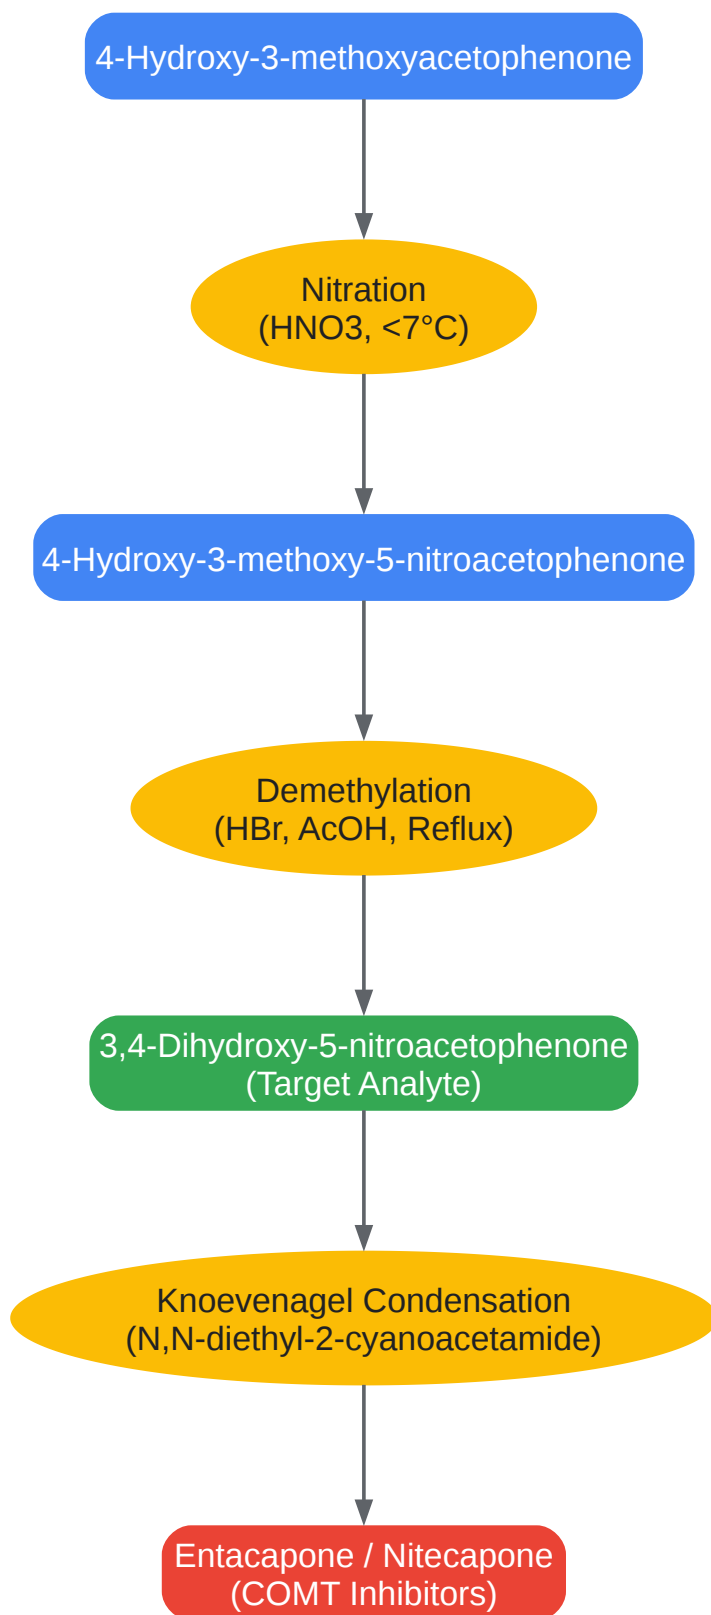 4-Hydroxy-3-methoxyacetophenone
Nitration
(HNO3, <7°C)
4-Hydroxy-3-methoxy-5-nitroacetophenone
Demethylation
(HBr, AcOH, Reflux)
3,4-Dihydroxy-5-nitroacetophenone
(Target Analyte)
Knoevenagel Condensation
(N,N-diethyl-2-cyanoacetamide)
Entacapone / Nitecapone
(COMT Inhibitors)